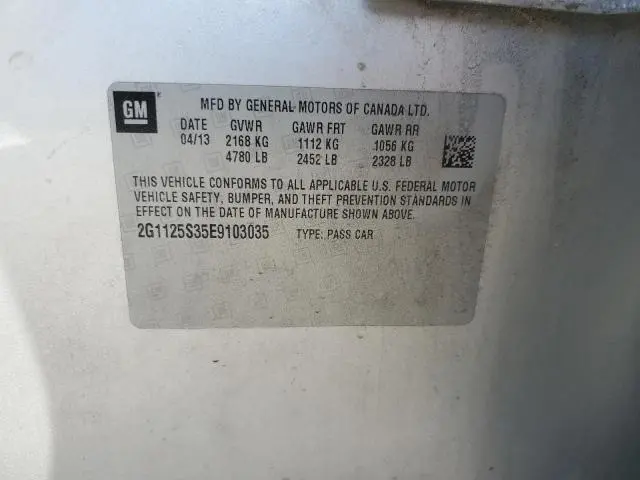 GM
MFD BY GENERAL MOTORS OF CANADA LTD.
DATE GVWR GAWR FRT GAWR RR
04/13 2168 KG 1112 KG 1056 KG
4780 LB 2452 LB 2328 LB
THIS VEHICLE CONFORMS TO ALL APPLICABLE U.S. FEDERAL MOTOR
VEHICLE SAFETY, BUMPER, AND THEFT PREVENTION STANDARDS IN
EFFECT ON THE DATE OF MANUFACTURE SHOWN ABOVE.
2G1125S35E9103035 TYPE: PASS CAR